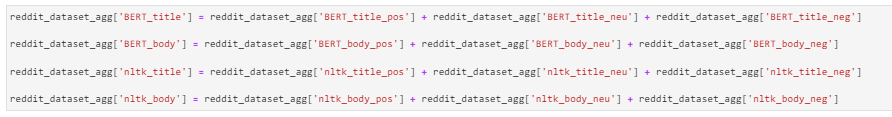 reddit_dataset_agg['BERT_title'] = reddit_dataset_agg['BERT_title_pos'] + reddit_dataset_agg['BERT_title_neu'] + reddit_dataset_agg['BERT_title_neg']
reddit_dataset_agg['BERT_body'] = reddit_dataset_agg['BERT_body_pos'] + reddit_dataset_agg['BERT_body_neu'] + reddit_dataset_agg['BERT_body_neg']
reddit_dataset_agg['nltk_title'] = reddit_dataset_agg['nltk_title_pos'] + reddit_dataset_agg['nltk_title_neu'] + reddit_dataset_agg['nltk_title_neg']
reddit_dataset_agg['nltk_body'] = reddit_dataset_agg['nltk_body_pos'] + reddit_dataset_agg['nltk_body_neu'] + reddit_dataset_agg['nltk_body_neg']